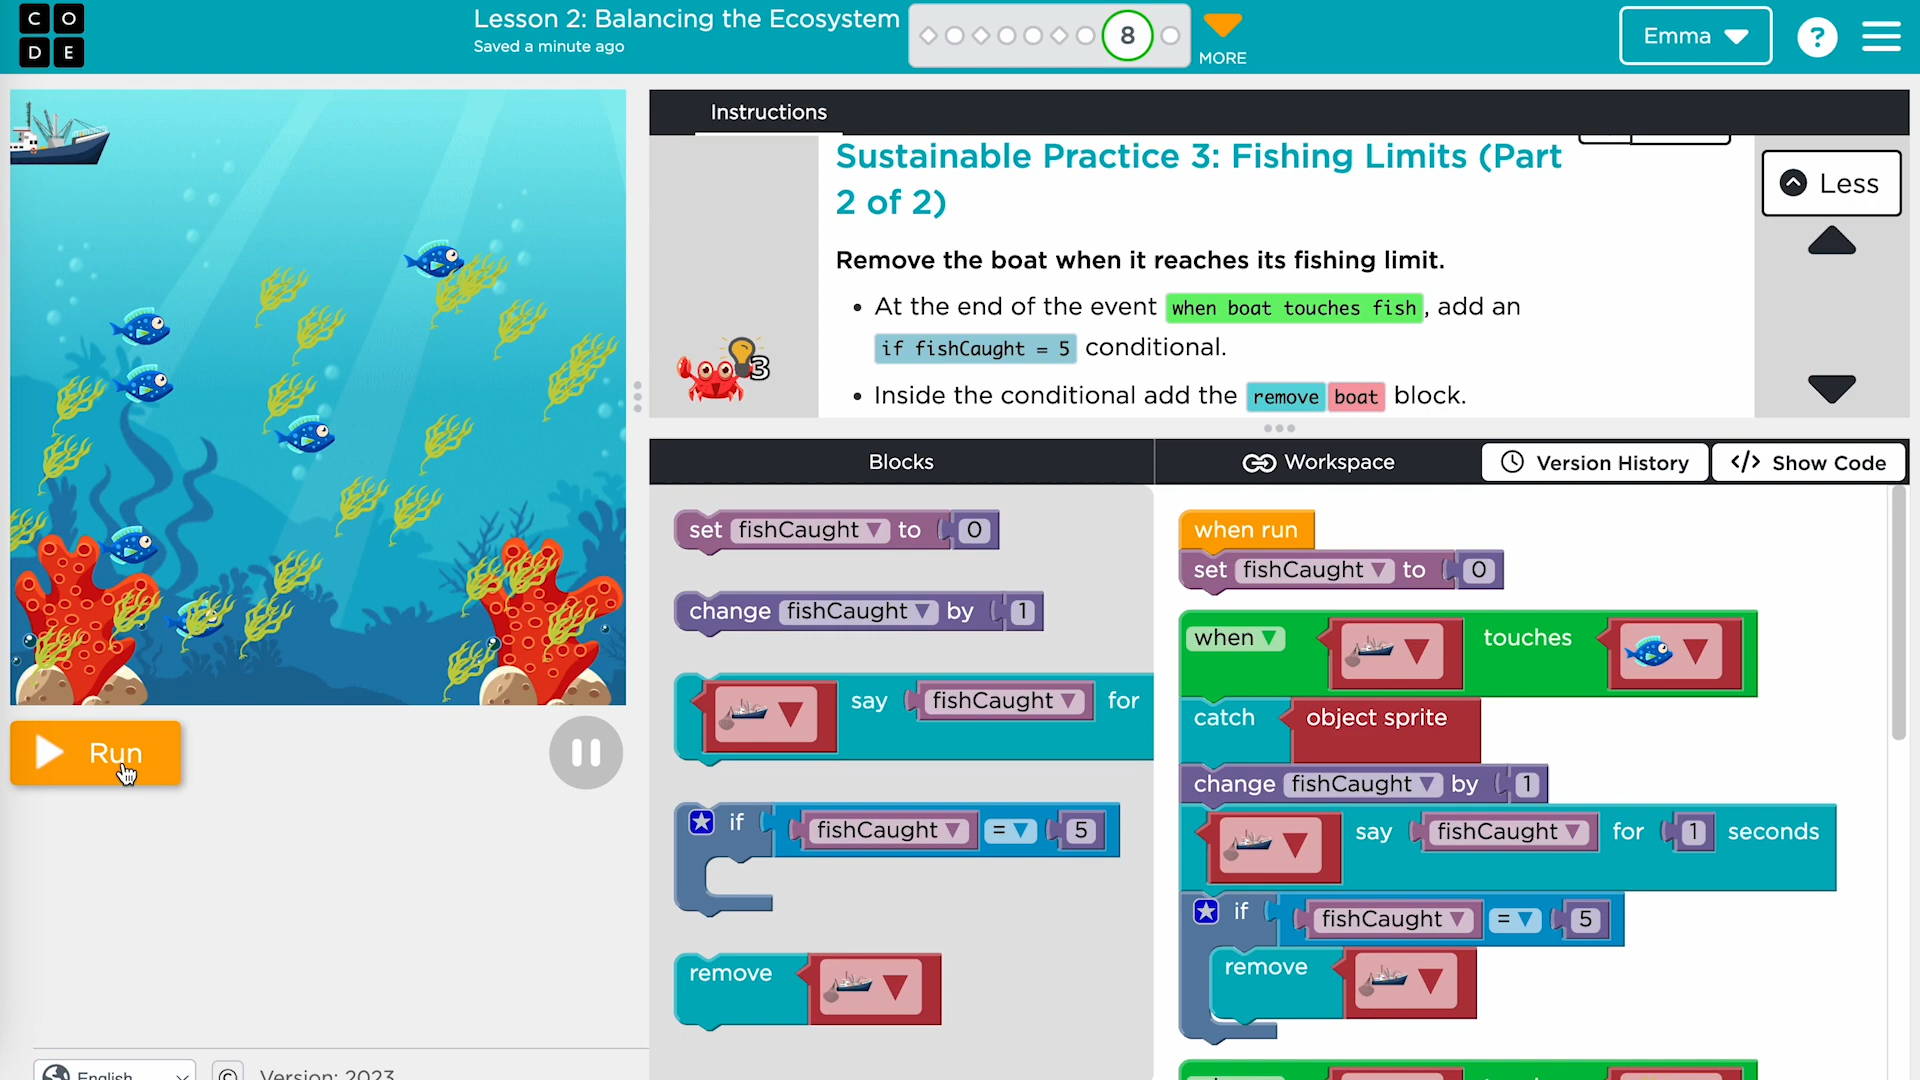 CO
DE
Lesson 2: Balancing the Ecosystem
Saved a minute ago
8
MORE
Emma
?
Instructions
Sustainable Practice 3: Fishing Limits (Part
2 of 2)
Less
Remove the boat when it reaches its fishing limit.
• At the end of the event when boat touches fish, add an
if fishCaught = 5 conditional.
3
• Inside the conditional add the remove boat block.
Blocks
Workspace
Version History
</> Show Code
set fishCaught to 0
change fishCaught by 1
say fishCaught for
if fishCaught = 5
remove
when run
set fishCaught to 0
when touches
catch object sprite
change fishCaught by 1
say fishCaught for 1 seconds
if fishCaught = 5
remove
Run
English
©
Version: 2023